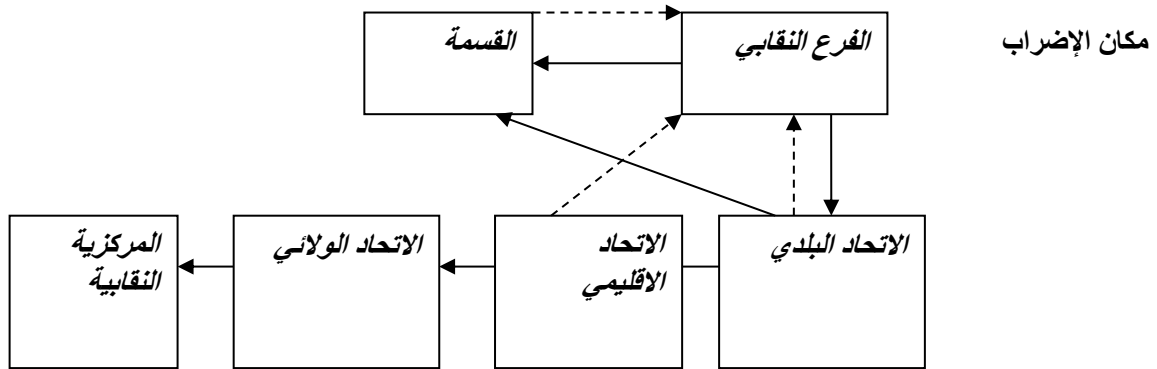 مكان الإضراب
الفرع النقابي
القسمة
الاتحاد البلدي
الاتحاد
الاقليمي
الاتحاد الولائي
المركزية
النقابية